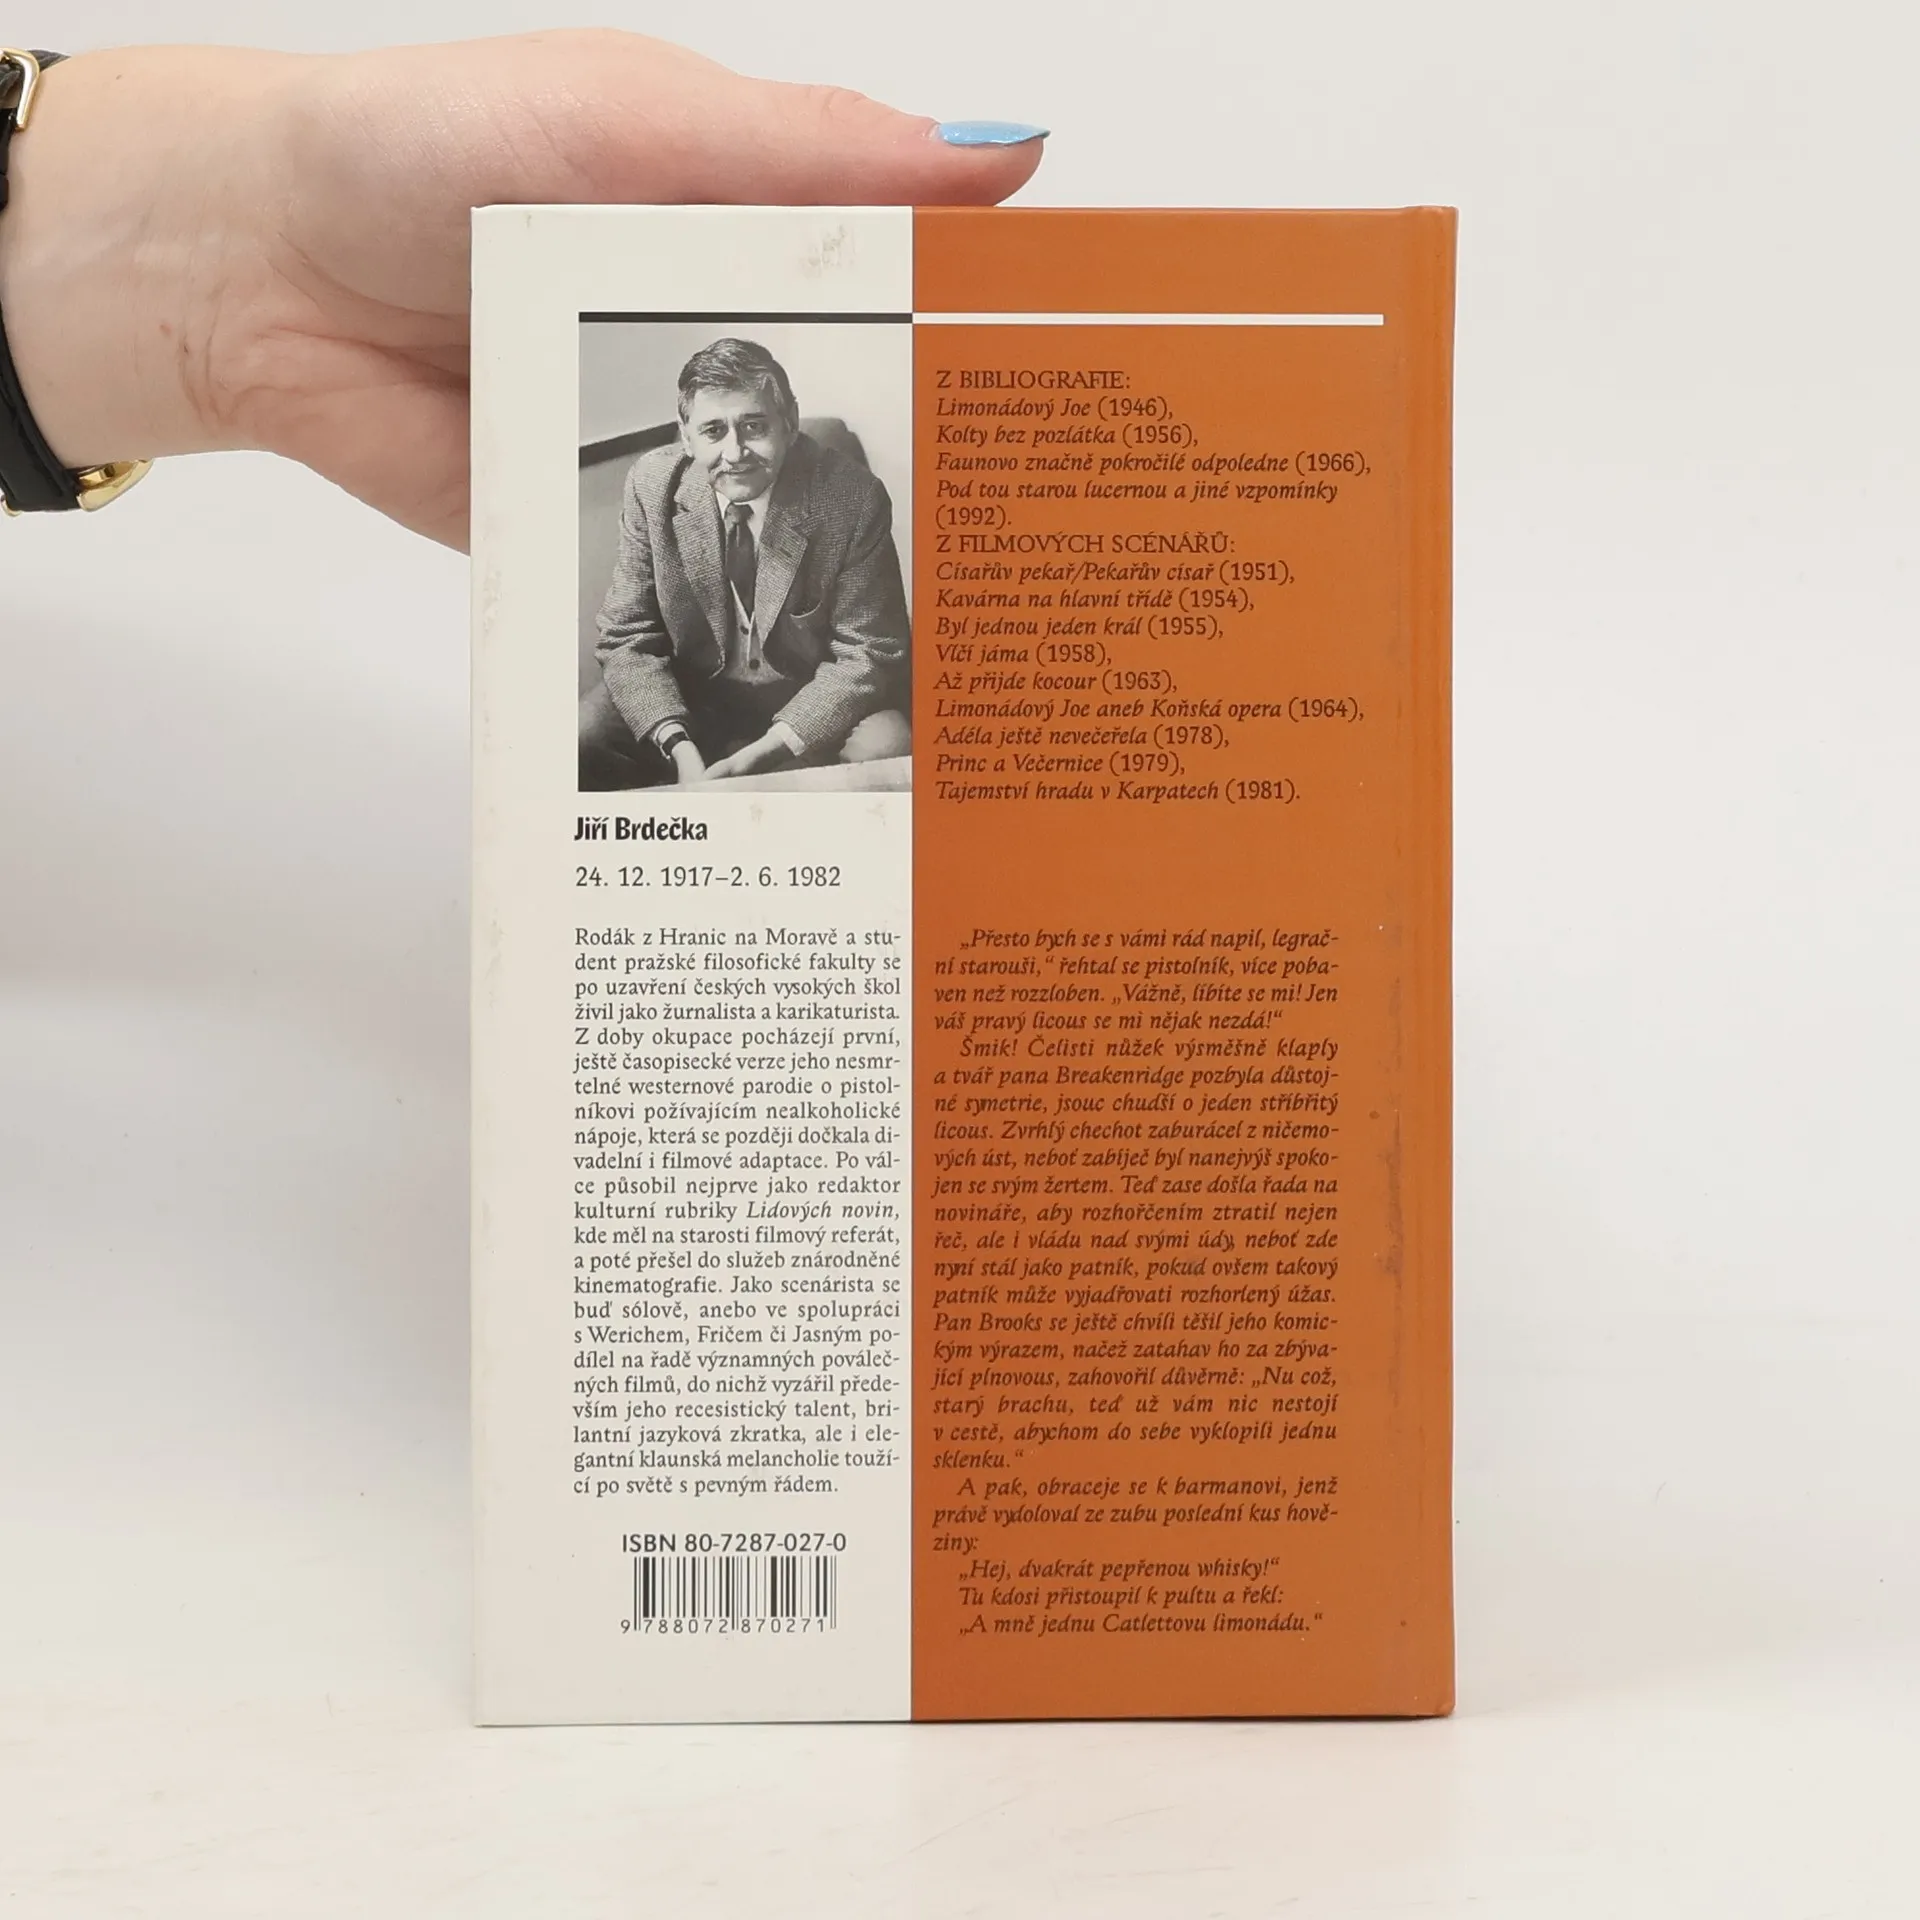 Jiří Brdečka
24. 12. 1917–2. 6. 1982
Rodák z Hranic na Moravě a stu-
dent pražské filosofické fakulty se
po uzavření českých vysokých škol
živil jako žurnalista a karikaturista.
Z doby okupace pocházejí první,
ještě časopisecké verze jeho nesmr-
telné westernové parodie o pistol-
níkovi požívajícím nealkoholické
nápoje, která se později dočkala di-
vadelní i filmové adaptace. Po vál-
ce působil nejprve jako redaktor
kulturní rubriky Lidových novin,
kde měl na starosti filmový referát,
a poté přešel do služeb znárodněné
kinematografie. Jako scenárista se
buď sólově, anebo ve spolupráci
s Werichem, Fričem či Jasným po-
dílel na řadě významných pováleč-
ných filmů, do nichž vyzářil přede-
vším jeho recesistický talent, bri-
lantní jazyková zkratka, ale i ele-
gantní klaunská melancholie touží-
cí po světě s pevným řádem.
ISBN 80-7287-027-0
9 788072 870271
Z BIBLIOGRAFIE:
Limonádový Joe (1946),
Kolty bez pozlátka (1956),
Faunovo značně pokročilé odpoledne (1966),
Pod tou starou lucernou a jiné vzpomínky
(1992).
Z FILMOVÝCH SCÉNÁŘŮ:
Císařův pekař/Pekařův císař (1951),
Kavárna na hlavní třídě (1954),
Byl jednou jeden král (1955),
Vlčí jáma (1958),
Až přijde kocour (1963),
Limonádový Joe aneb Koňská opera (1964),
Adéla ještě nevečeřela (1978),
Princ a Večernice (1979),
Tajemství hradu v Karpatech (1981).
„Přesto bych se s vámi rád napil, legrač-
ní starouši,“ řehtal se pistolník, více poba-
ven než rozzloben. „Vážně, líbíte se mi! Jen
váš pravý licous se mi nějak nezdá!“
Šmik! Čelisti nůžek výsměšně klaply
a tvář pana Breakenridge pozbyla důstoj-
né symetrie, jsouc chudší o jeden stříbřitý
licous. Zvrhlý chechot zaburácel z ničemo-
vých úst, neboť zabíječ byl nanejvýš spoko-
jen se svým žertem. Teď zase došla řada na
novináře, aby rozhořčením ztratil nejen
řeč, ale i vládu nad svými údy, neboť zde
nyní stál jako patník, pokud ovšem takový
patník může vyjadřovati rozhorlený úžas.
Pan Brooks se ještě chvíli těšil jeho komic-
kým výrazem, načež zatahav ho za zbýva-
jící plnovous, zahovořil důvěrně: „Nu což,
starý brachu, teď už vám nic nestojí
v cestě, abychom do sebe vyklopili jednu
sklenku.“
A pak, obraceje se k barmanovi, jenž
právě vydoloval ze zubu poslední kus hově-
ziny:
„Hej, dvakrát pepřenou whisky!“
Tu kdosi přistoupil k pultu a řekl:
„A mně jednu Catlettovu limonádu.“